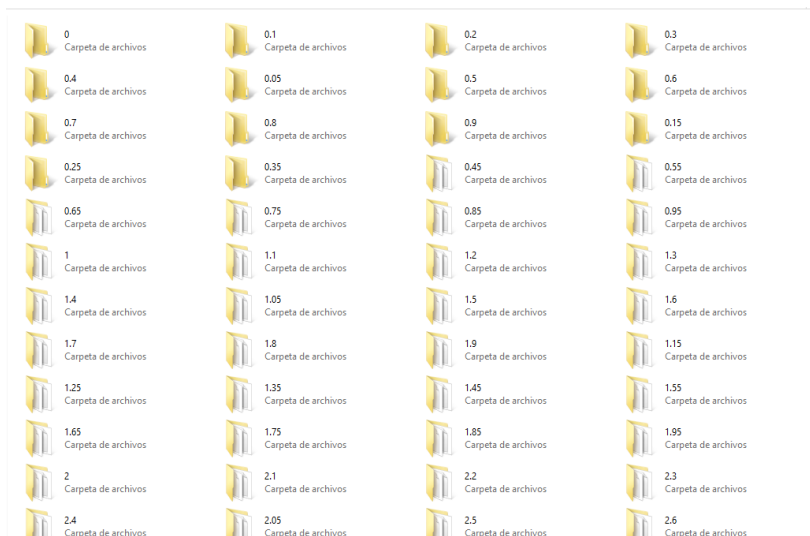 0
Carpeta de archivos
0.1
Carpeta de archivos
0.2
Carpeta de archivos
0.3
Carpeta de archivos
0.4
Carpeta de archivos
0.05
Carpeta de archivos
0.5
Carpeta de archivos
0.6
Carpeta de archivos
0.7
Carpeta de archivos
0.8
Carpeta de archivos
0.9
Carpeta de archivos
0.15
Carpeta de archivos
0.25
Carpeta de archivos
0.35
Carpeta de archivos
0.45
Carpeta de archivos
0.55
Carpeta de archivos
0.65
Carpeta de archivos
0.75
Carpeta de archivos
0.85
Carpeta de archivos
0.95
Carpeta de archivos
1
Carpeta de archivos
1.1
Carpeta de archivos
1.2
Carpeta de archivos
1.3
Carpeta de archivos
1.4
Carpeta de archivos
1.05
Carpeta de archivos
1.5
Carpeta de archivos
1.6
Carpeta de archivos
1.7
Carpeta de archivos
1.8
Carpeta de archivos
1.9
Carpeta de archivos
1.15
Carpeta de archivos
1.25
Carpeta de archivos
1.35
Carpeta de archivos
1.45
Carpeta de archivos
1.55
Carpeta de archivos
1.65
Carpeta de archivos
1.75
Carpeta de archivos
1.85
Carpeta de archivos
1.95
Carpeta de archivos
2
Carpeta de archivos
2.1
Carpeta de archivos
2.2
Carpeta de archivos
2.3
Carpeta de archivos
2.4
Carpeta de archivos
2.05
Carpeta de archivos
2.5
Carpeta de archivos
2.6
Carpeta de archivos